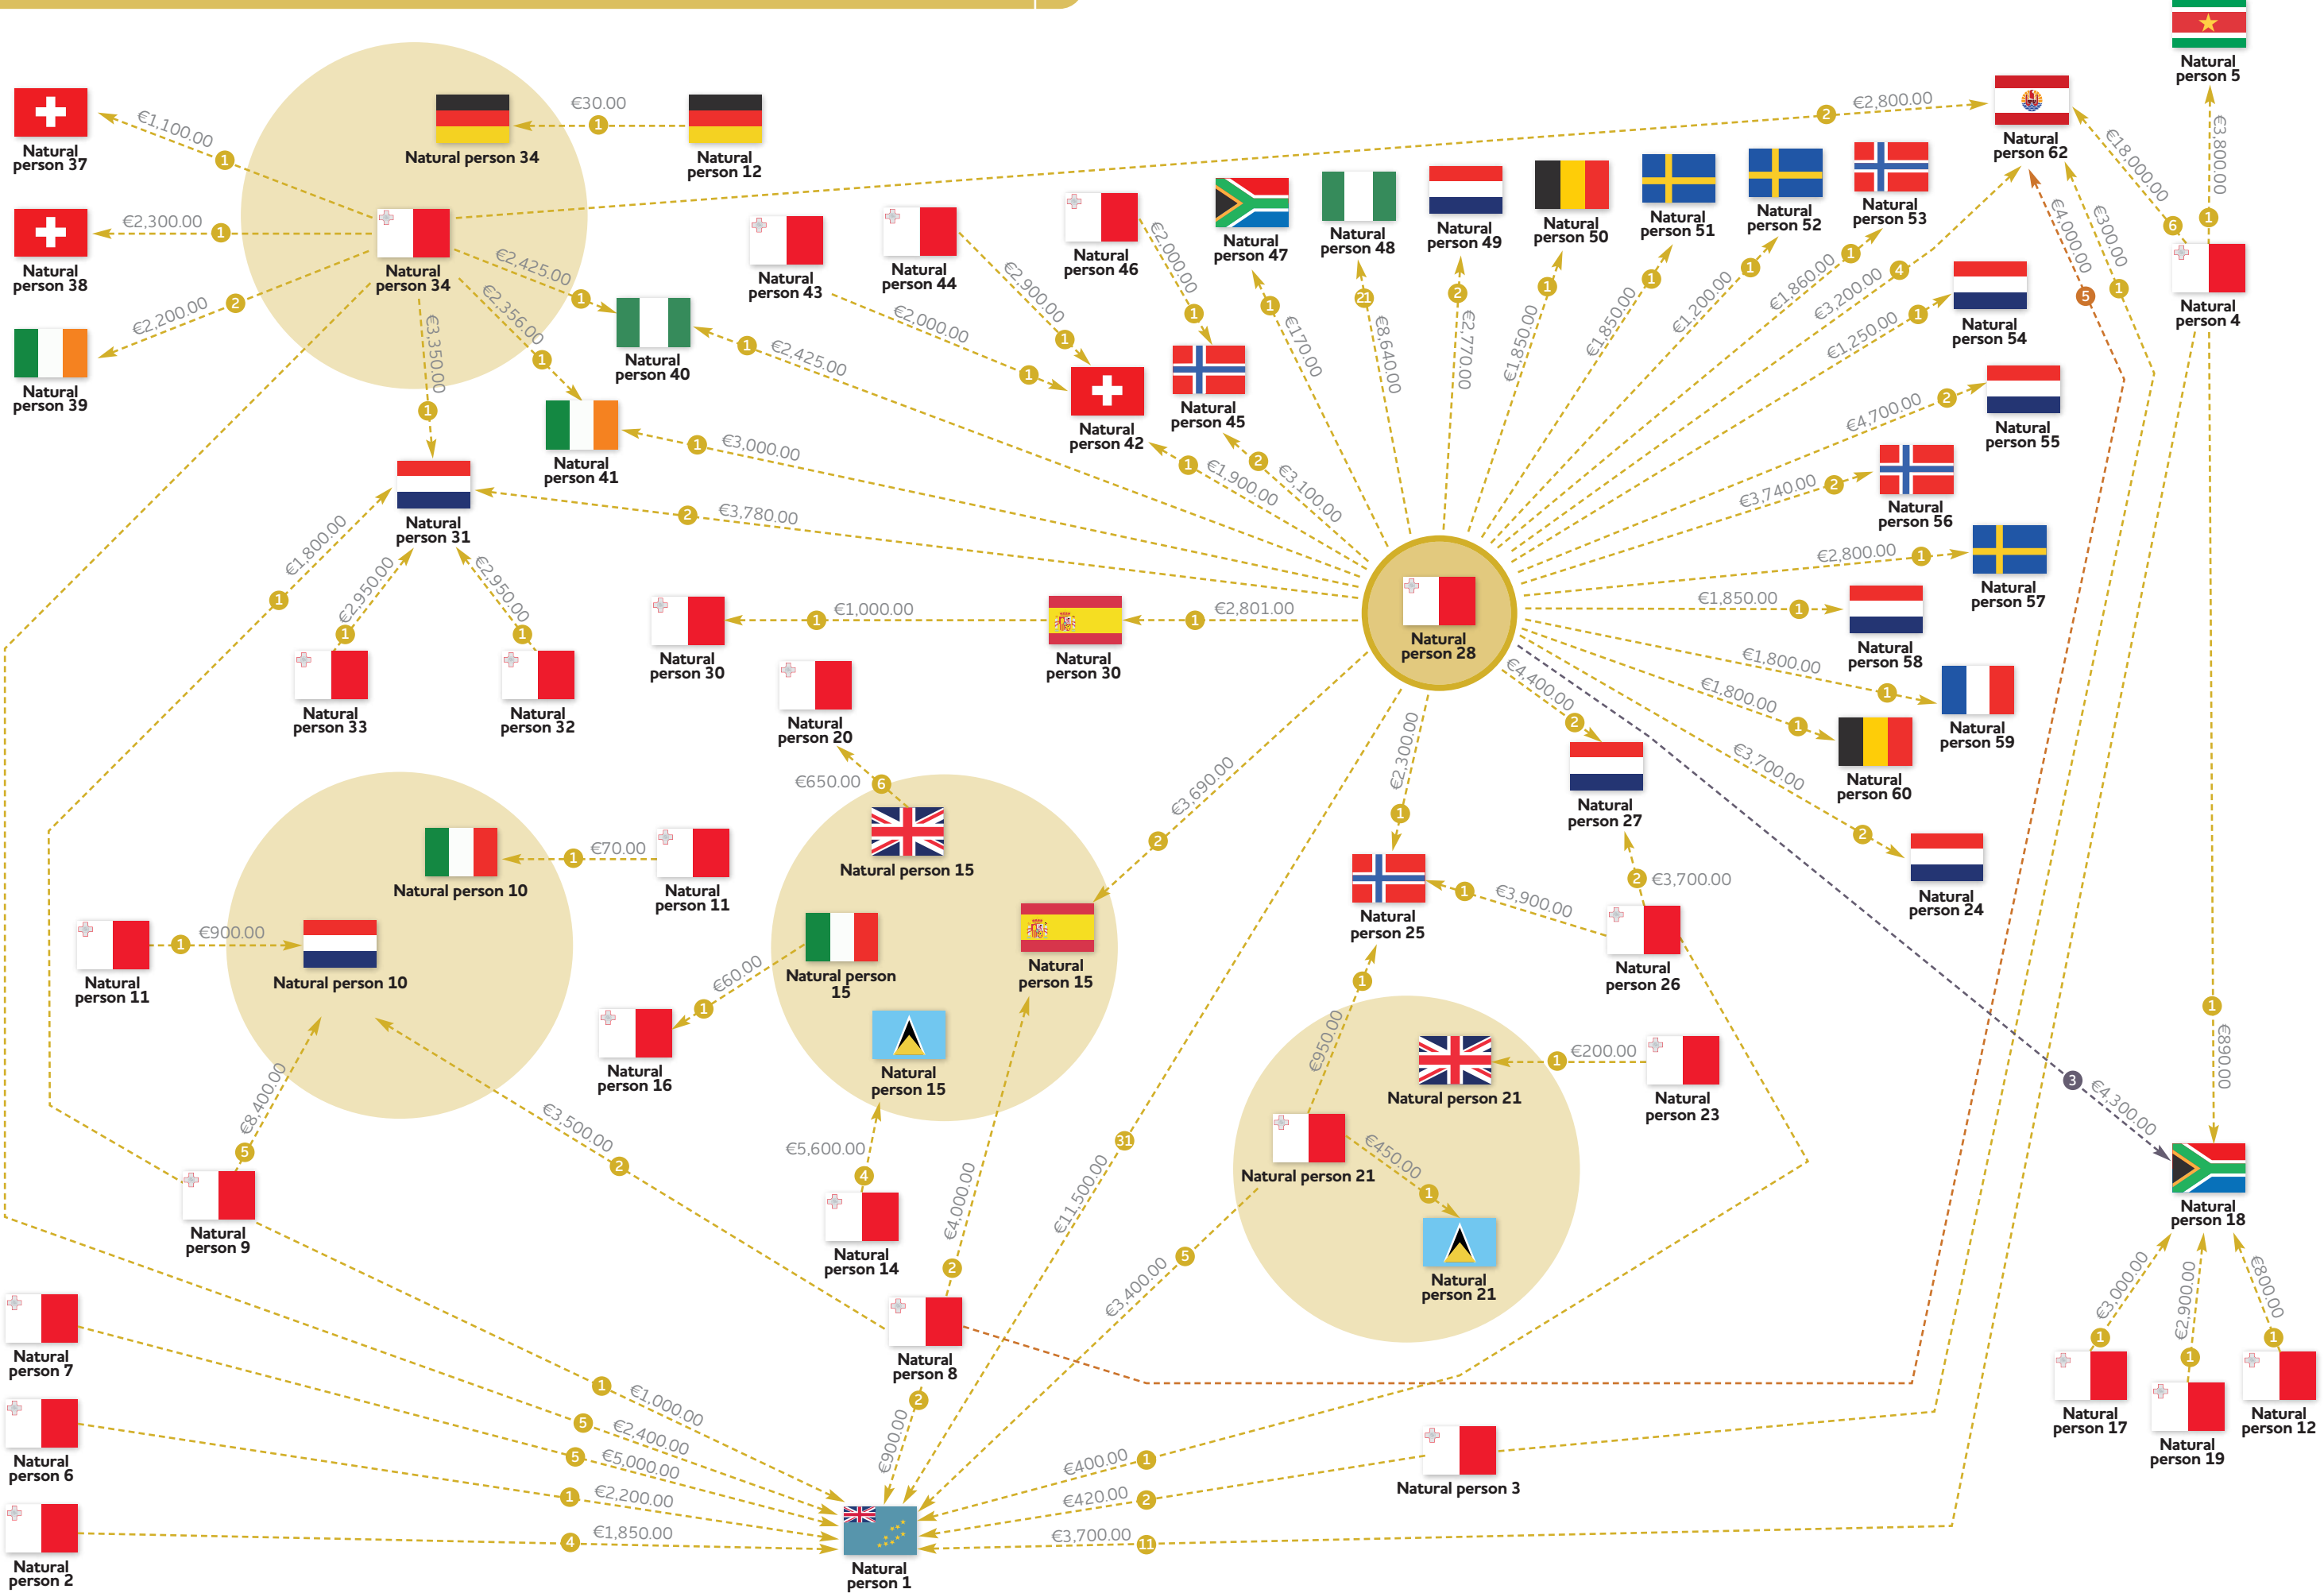 Natural
person 5
€3,800.00
1
€2,800.00
2
Natural
person 62
€18,000.00
6
€30.00
1
Natural person 34
Natural
person 12
Natural
person 37
€1,100.00
1
€2,300.00
1
Natural
person 38
Natural
person 34
€2,200.00
2
Natural
person 39
€2,425.00
1
€2,356.00
1
€3,350.00
1
Natural
person 40
€2,425.00
1
Natural
person 41
€3,000.00
1
Natural
person 43
€2,000.00
1
Natural
person 44
€2,900.00
1
Natural
person 46
€2,000.00
1
Natural
person 45
Natural
person 42
€1,900.00
1
€3,100.00
2
Natural
person 47
1
€170.00
Natural
person 48
21
€8,640.00
Natural
person 49
2
€2,770.00
Natural
person 50
1
€1,850.00
Natural
person 51
1
€1,850.00
Natural
person 52
1
€1,200.00
Natural
person 53
1
€1,860.00
4
€3,200.00
€4,000.00
5
€300.00
1
Natural
person 4
Natural
person 54
1
€1,250.00
Natural
person 55
€4,700.00
2
Natural
person 56
€3,740.00
2
Natural
person 57
€2,800.00
1
Natural
person 58
€1,850.00
1
Natural
person 59
€1,800.00
1
Natural
person 60
€1,800.00
1
Natural
person 24
€3,700.00
2
Natural
person 31
€3,780.00
2
€1,800.00
1
€2,950.00
1
€2,950.00
1
Natural
person 33
Natural
person 32
Natural
person 30
€1,000.00
1
Natural
person 30
€2,801.00
1
Natural
person 28
Natural
person 20
€650.00
6
Natural person 15
€3,690.00
2
€2,300.00
1
€4,400.00
2
Natural
person 27
2
€3,700.00
Natural
person 25
€3,900.00
1
Natural
person 26
Natural person 10
€70.00
1
Natural
person 11
Natural
person 11
€900.00
1
Natural person 10
Natural person
15
Natural
person 15
€60.00
1
Natural
person 16
Natural
person 15
€950.00
1
Natural person 21
€200.00
1
Natural
person 23
Natural person 21
€450.00
1
Natural
person 21
3
€4,300.00
1
€890.00
Natural
person 18
€8,400.00
5
€3,500.00
2
€5,600.00
4
Natural
person 14
€4,000.00
2
€11,500.00
31
€3,400.00
5
Natural
person 9
Natural
person 8
€3,000.00
1
€2,900.00
1
€800.00
1
Natural
person 17
Natural
person 19
Natural
person 12
Natural
person 7
Natural
person 6
Natural
person 2
1
€1,000.00
5
€2,400.00
5
€5,000.00
1
€2,200.00
4
€1,850.00
2
€900.00
€400.00
1
€420.00
2
€3,700.00
11
Natural person 3
Natural
person 1